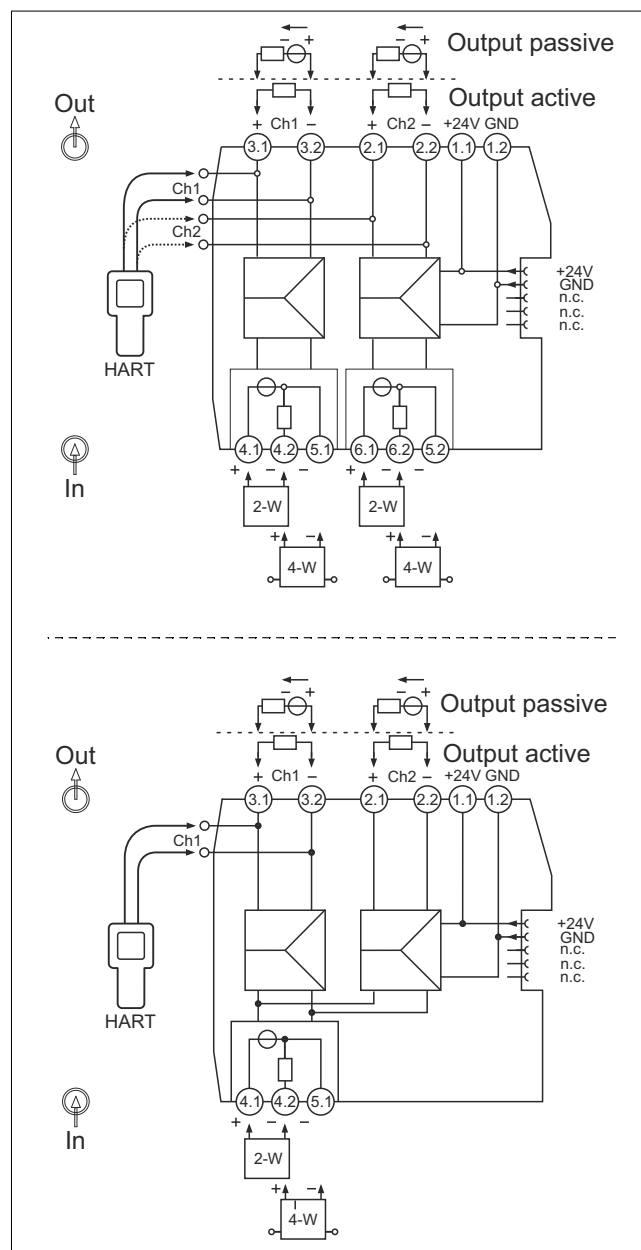 − +
− +
Output passive
Output active
Out
+ Ch1 − + Ch2 − +24V GND
3.1 3.2 2.1 2.2 1.1 1.2
Ch1
Ch2
+24V
GND
n.c.
n.c.
n.c.
HART
4.1 4.2 5.1 6.1 6.2 5.2
+ − − + − −
In
2-W 2-W
+ − + −
4-W 4-W
− +
− +
Output passive
Output active
Out
+ Ch1 − + Ch2 − +24V GND
3.1 3.2 2.1 2.2 1.1 1.2
Ch1
+24V
GND
n.c.
n.c.
n.c.
HART
4.1 4.2 5.1
+ − −
In
2-W
+ −
4-W